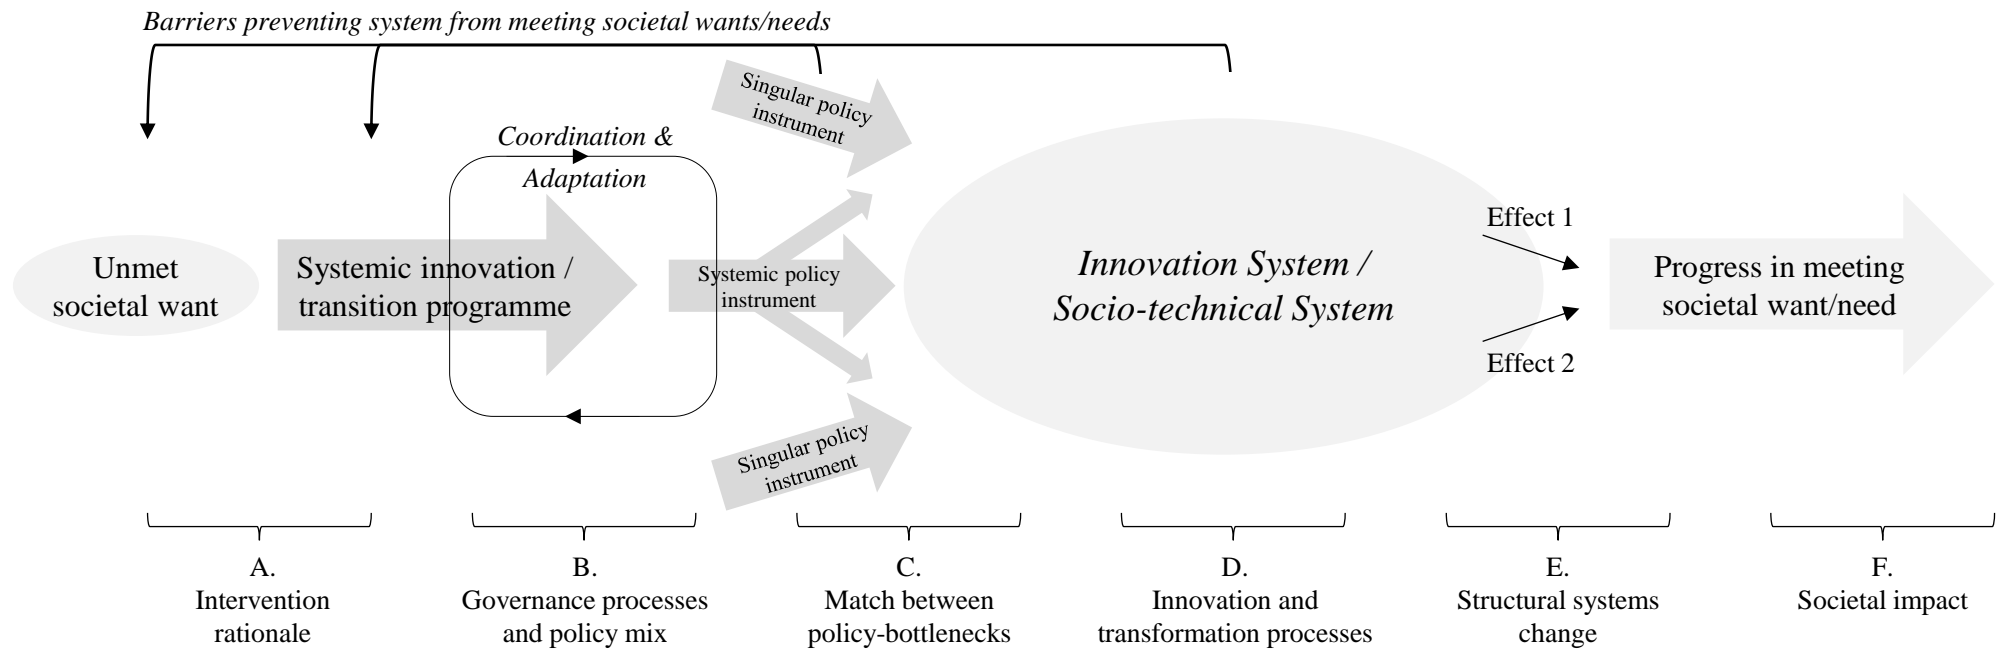 Barriers preventing system from meeting societal wants/needs
Singular policy
instrument
Coordination &
Adaptation
Unmet
societal want
Systemic innovation /
transition programme
Systemic policy
instrument
Innovation System /
Socio-technical System
Effect 1
Effect 2
Progress in meeting
societal want/need
Singular policy
instrument
A.
Intervention
rationale
B.
Governance processes
and policy mix
C.
Match between
policy-bottlenecks
D.
Innovation and
transformation processes
E.
Structural systems
change
F.
Societal impact